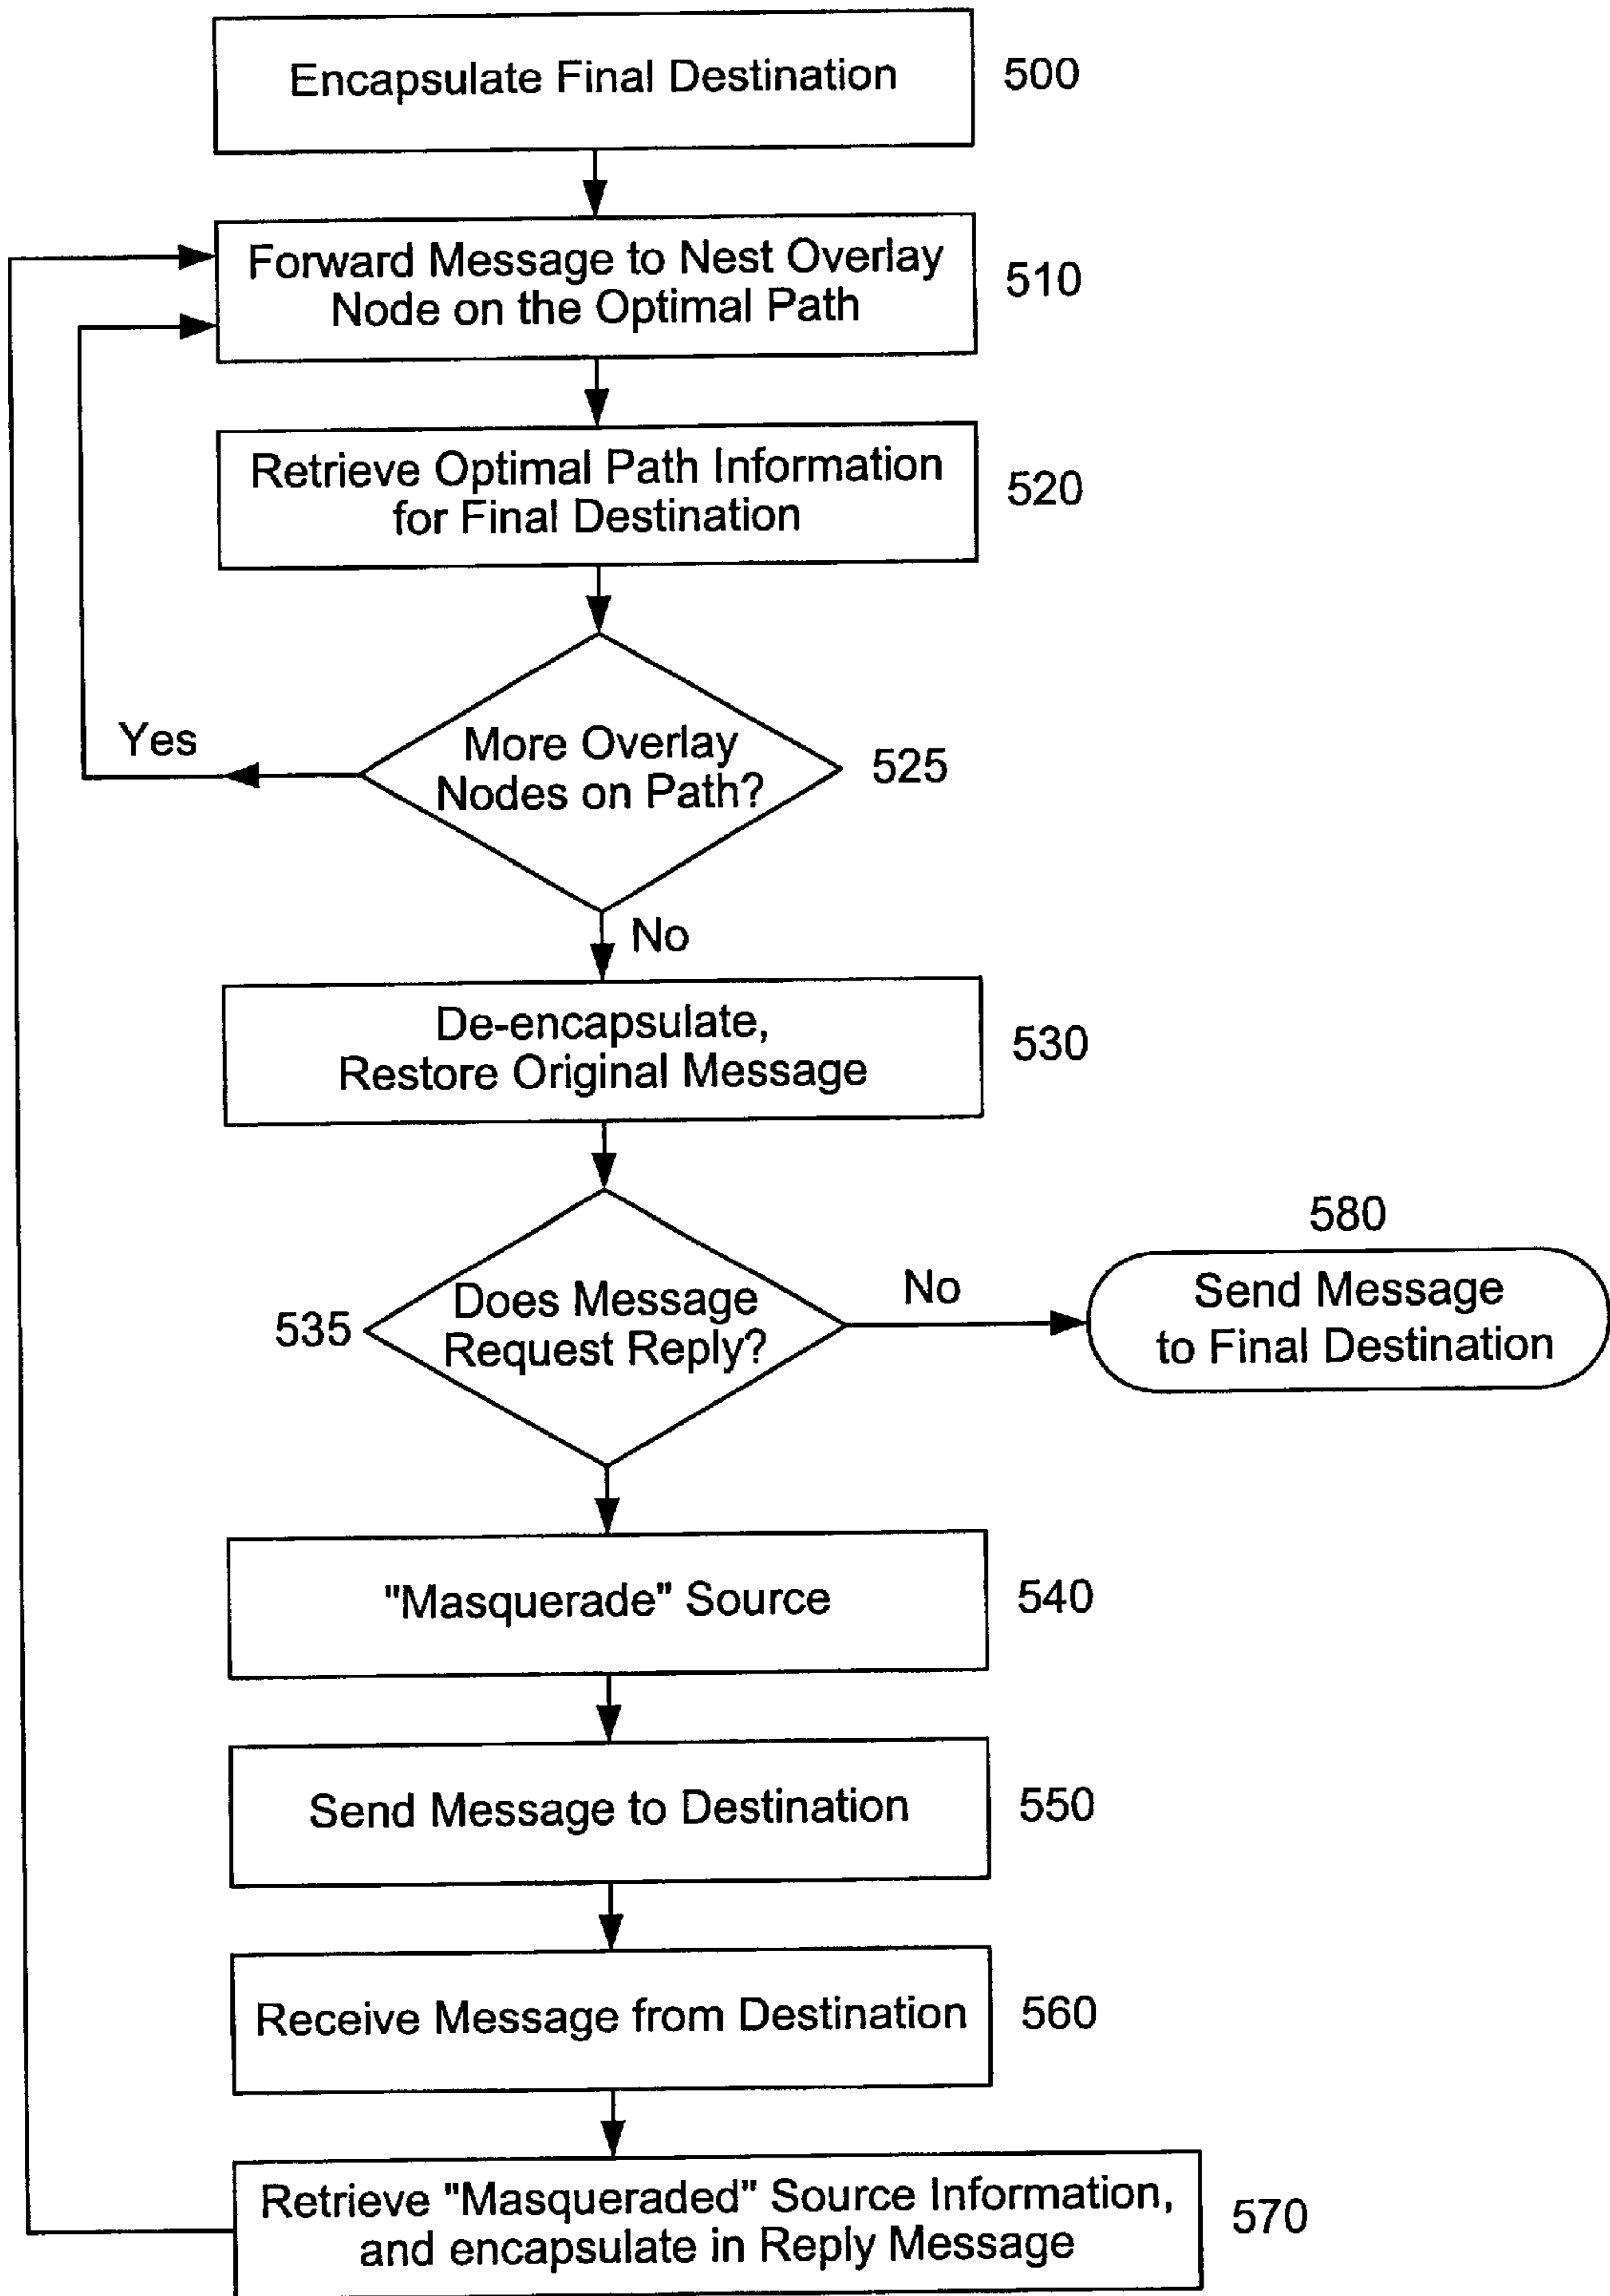 Encapsulate Final Destination
500
Forward Message to Nest Overlay
Node on the Optimal Path
510
Retrieve Optimal Path Information
for Final Destination
520
More Overlay
Nodes on Path?
525
Yes
No
De-encapsulate,
Restore Original Message
530
Does Message
Request Reply?
535
No
580
Send Message
to Final Destination
"Masquerade" Source
540
Send Message to Destination
550
Receive Message from Destination
560
Retrieve "Masqueraded" Source Information,
and encapsulate in Reply Message
570